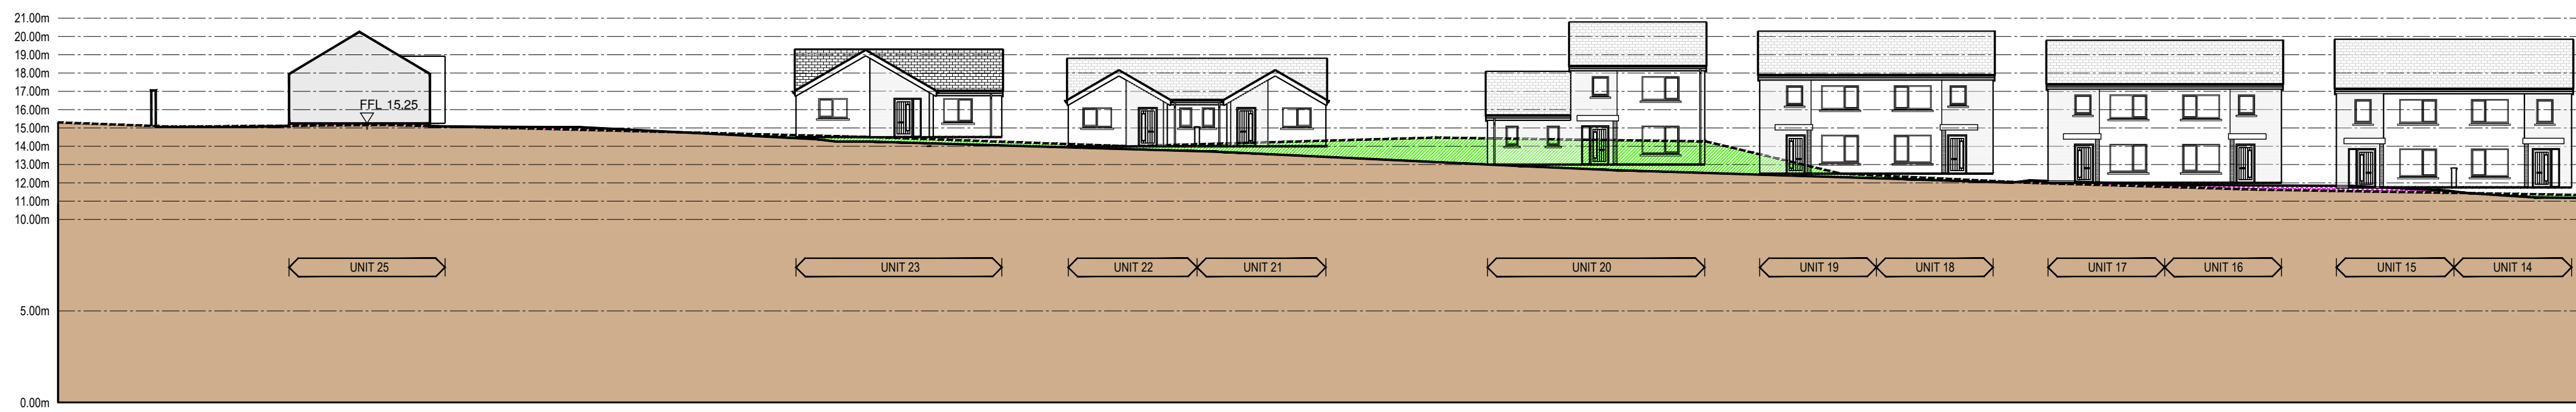 21.00m
20.00m
19.00m
18.00m
17.00m
16.00m
15.00m
14.00m
13.00m
12.00m
11.00m
10.00m
5.00m
0.00m
FFL 15.25
UNIT 25
UNIT 23
UNIT 22
UNIT 21
UNIT 20
UNIT 19
UNIT 18
UNIT 17
UNIT 16
UNIT 15
UNIT 14